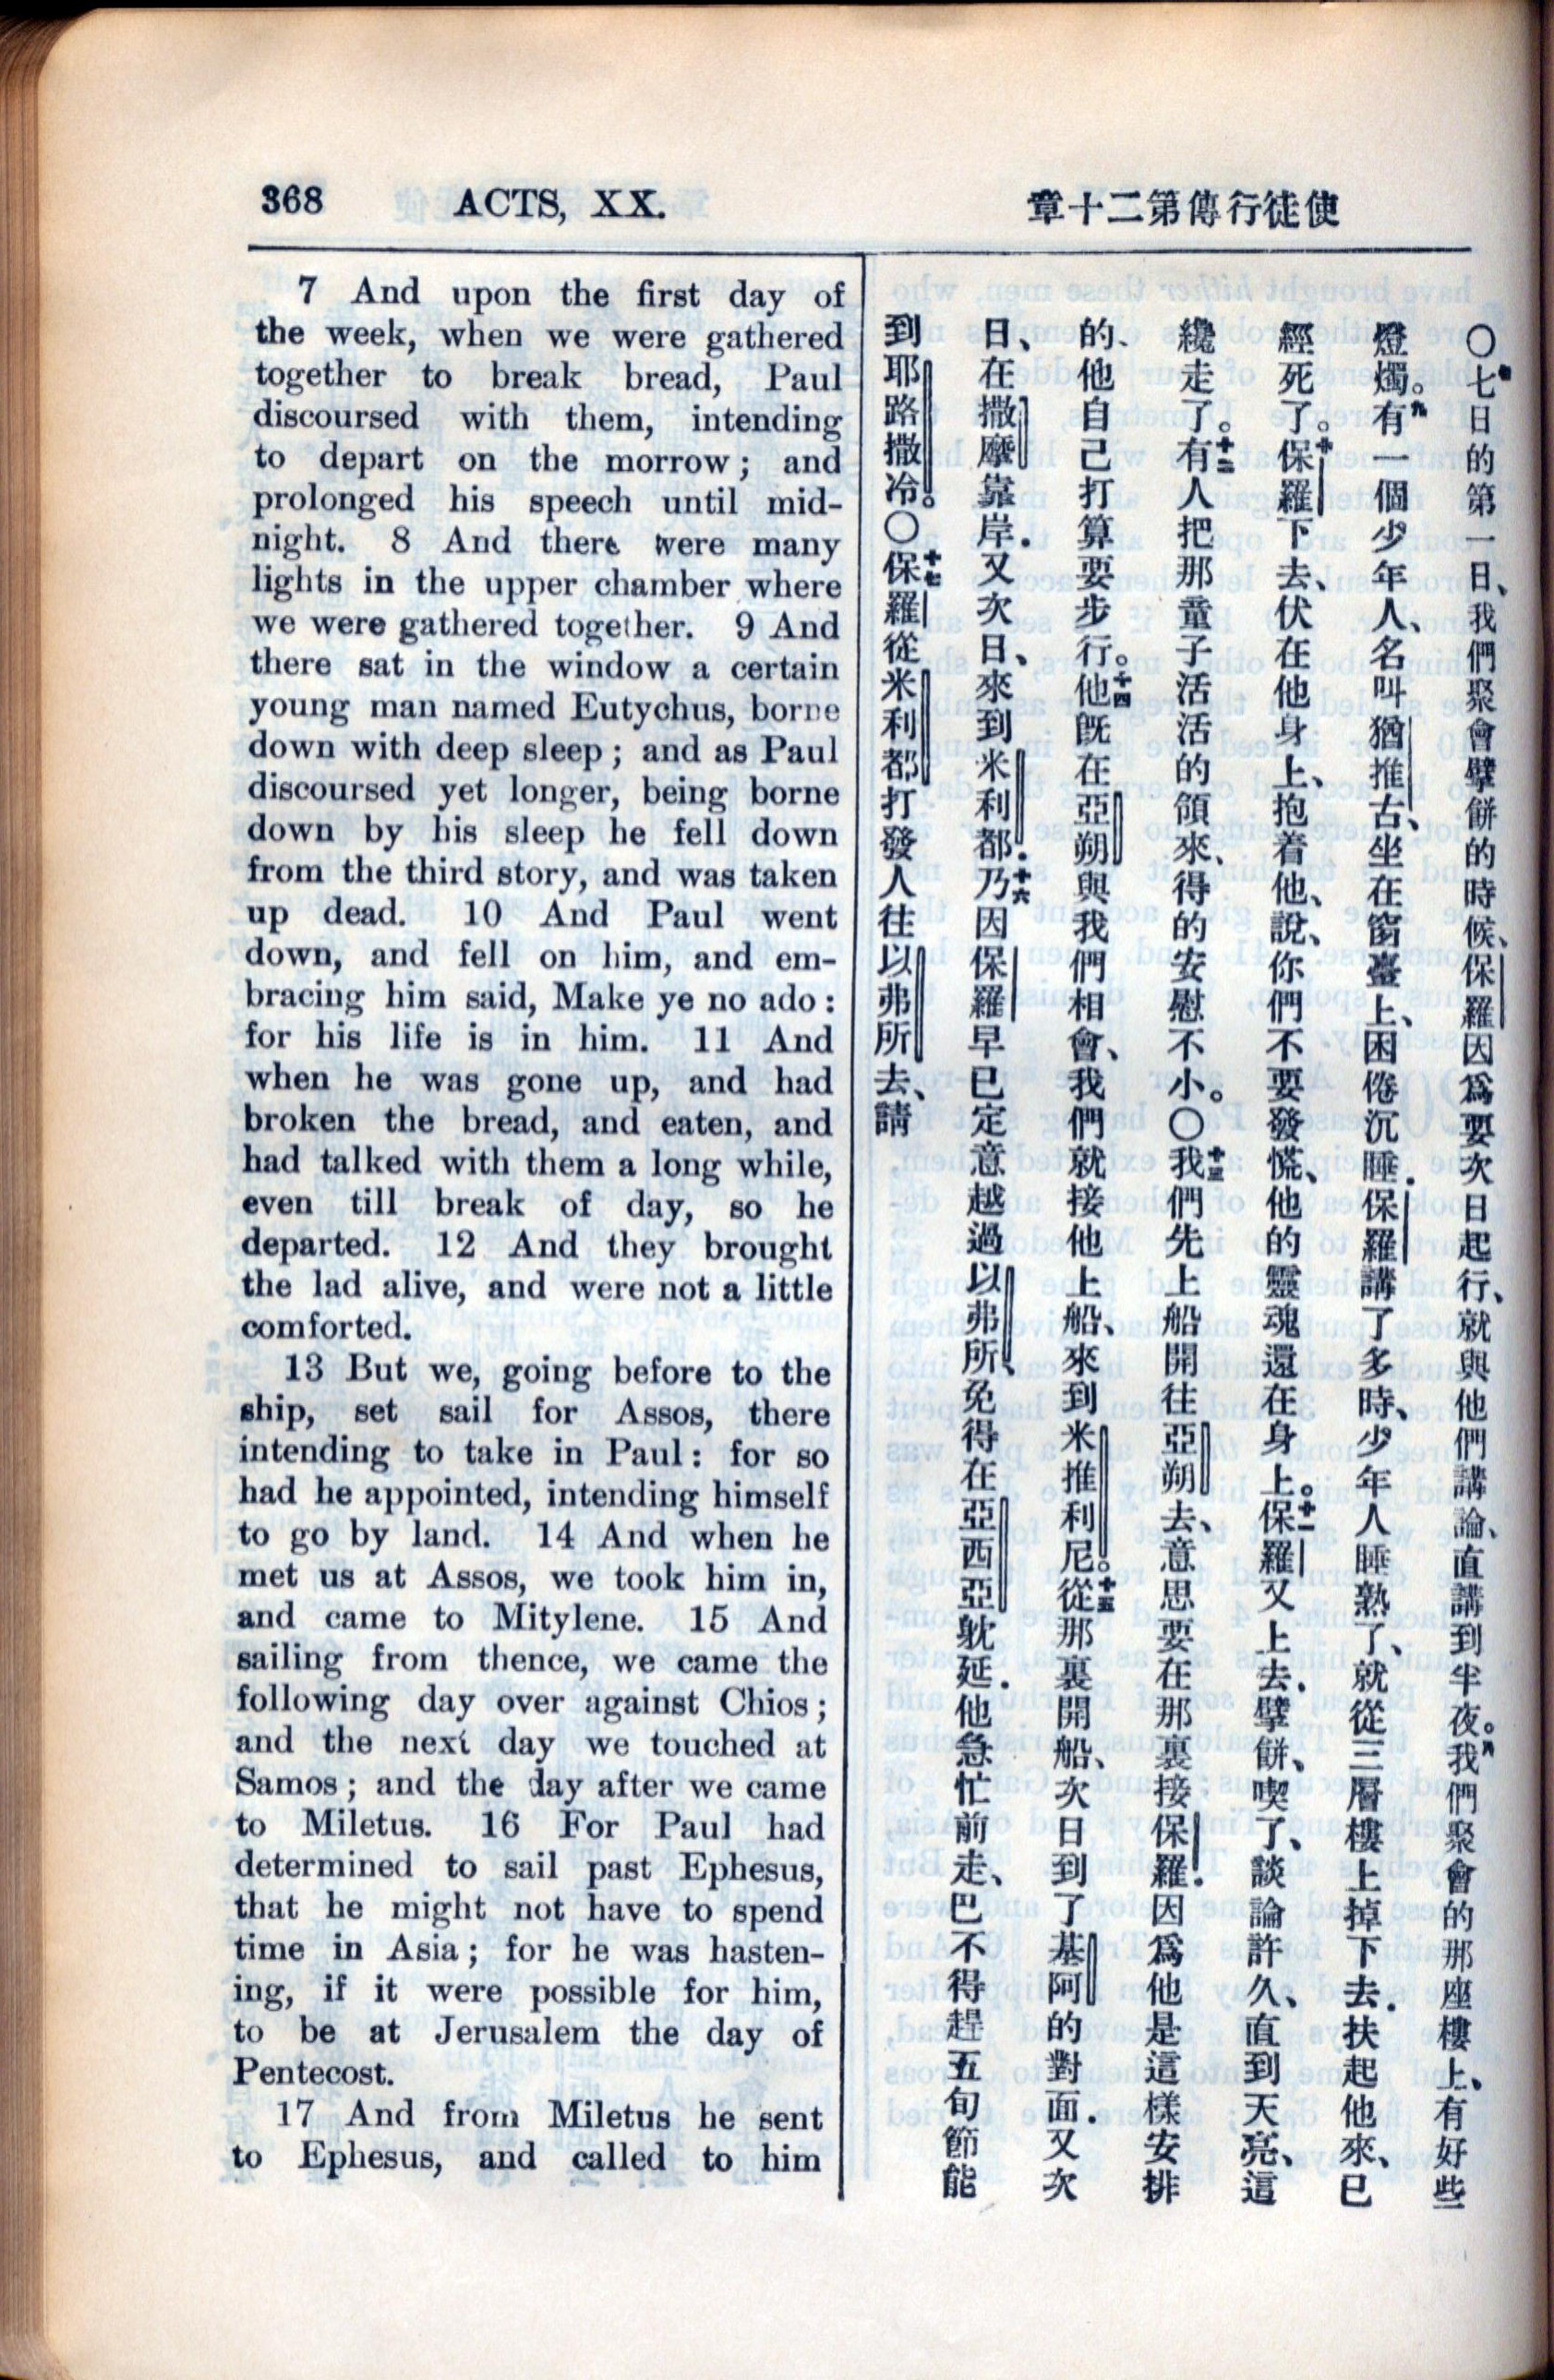 368 ACTS, XX.
章十二第傳行徒使
7 And upon the first day of
the week, when we were gathered
together to break bread, Paul
discoursed with them, intending
to depart on the morrow; and
prolonged his speech until mid-
night. 8 And there were many
lights in the upper chamber where
we were gathered together. 9 And
there sat in the window a certain
young man named Eutychus, borne
down with deep sleep; and as Paul
discoursed yet longer, being borne
down by his sleep he fell down
from the third story, and was taken
up dead. 10 And Paul went
down, and fell on him, and em-
bracing him said, Make ye no ado:
for his life is in him. 11 And
when he was gone up, and had
broken the bread, and eaten, and
had talked with them a long while,
even till break of day, so he
departed. 12 And they brought
the lad alive, and were not a little
comforted.
13 But we, going before to the
ship, set sail for Assos, there
intending to take in Paul: for so
had he appointed, intending himself
to go by land. 14 And when he
met us at Assos, we took him in,
and came to Mitylene. 15 And
sailing from thence, we came the
following day over against Chios;
and the next day we touched at
Samos; and the day after we came
to Miletus. 16 For Paul had
determined to sail past Ephesus,
that he might not have to spend
time in Asia; for he was hasten-
ing, if it were possible for him,
to be at Jerusalem the day of
Pentecost.
17 And from Miletus he sent
to Ephesus, and called to him
〇七日的第一日、我們聚會擘餅的時候、保羅因爲要次日起行、就與他們講論、直講到半夜。八我們聚會的那座樓上、有好些
燈燭。九有一個少年人、名叫猶推古、坐在窗臺上、困倦沉睡．保羅講了多時、少年人睡熟了、就從三層樓上掉下去．扶起他來、已
經死了。十保羅下去、伏在他身上、抱着他、說、你們不要發慌、他的靈魂還在身上。十一保羅又上去．擘餅、喫了、談論許久、直到天亮、這
纔走了。十二有人把那童子活活的領來、得的安慰不小。〇十三我們先上船開往亞朔去、意思要在那裏接保羅．因爲他是這樣安排
的、他自己打算要步行。十四他旣在亞朔與我們相會、我們就接他上船、來到米推利尼。十五從那裏開船、次日到了基阿的對面．又次
日、在撒摩靠岸．又次日、來到米利都．十六乃因保羅早已定意越過以弗所、免得在亞西亞躭延．他急忙前走、巴不得趕五旬節能
到耶路撒冷。〇十七保羅從米利都打發人往以弗所去、請